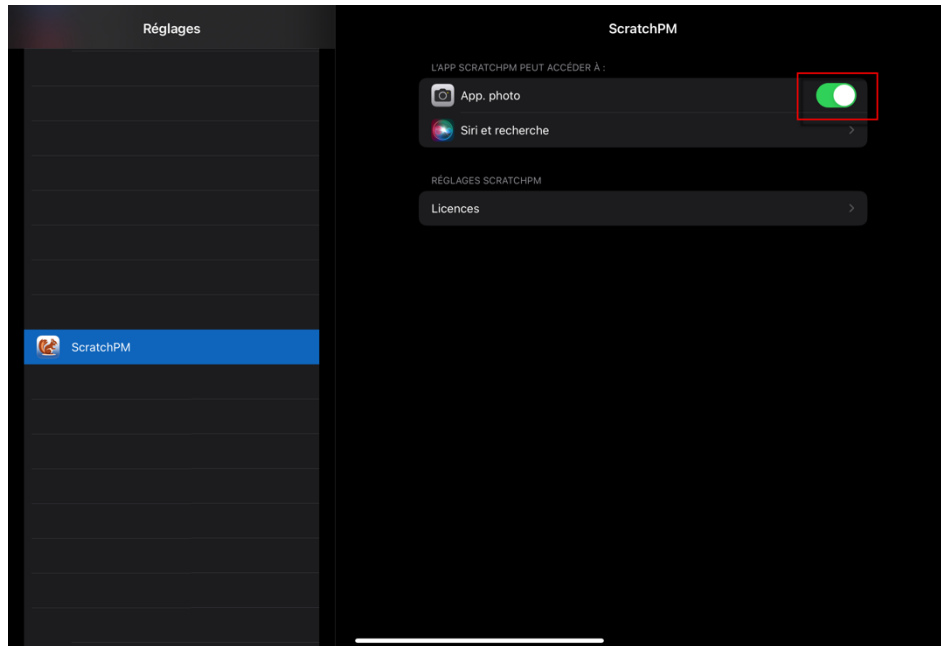 Réglages
ScratchPM
ScratchPM
L'APP SCRATCHPM PEUT ACCÉDER À :
App. photo
Siri et recherche
RÉGLAGES SCRATCHPM
Licences